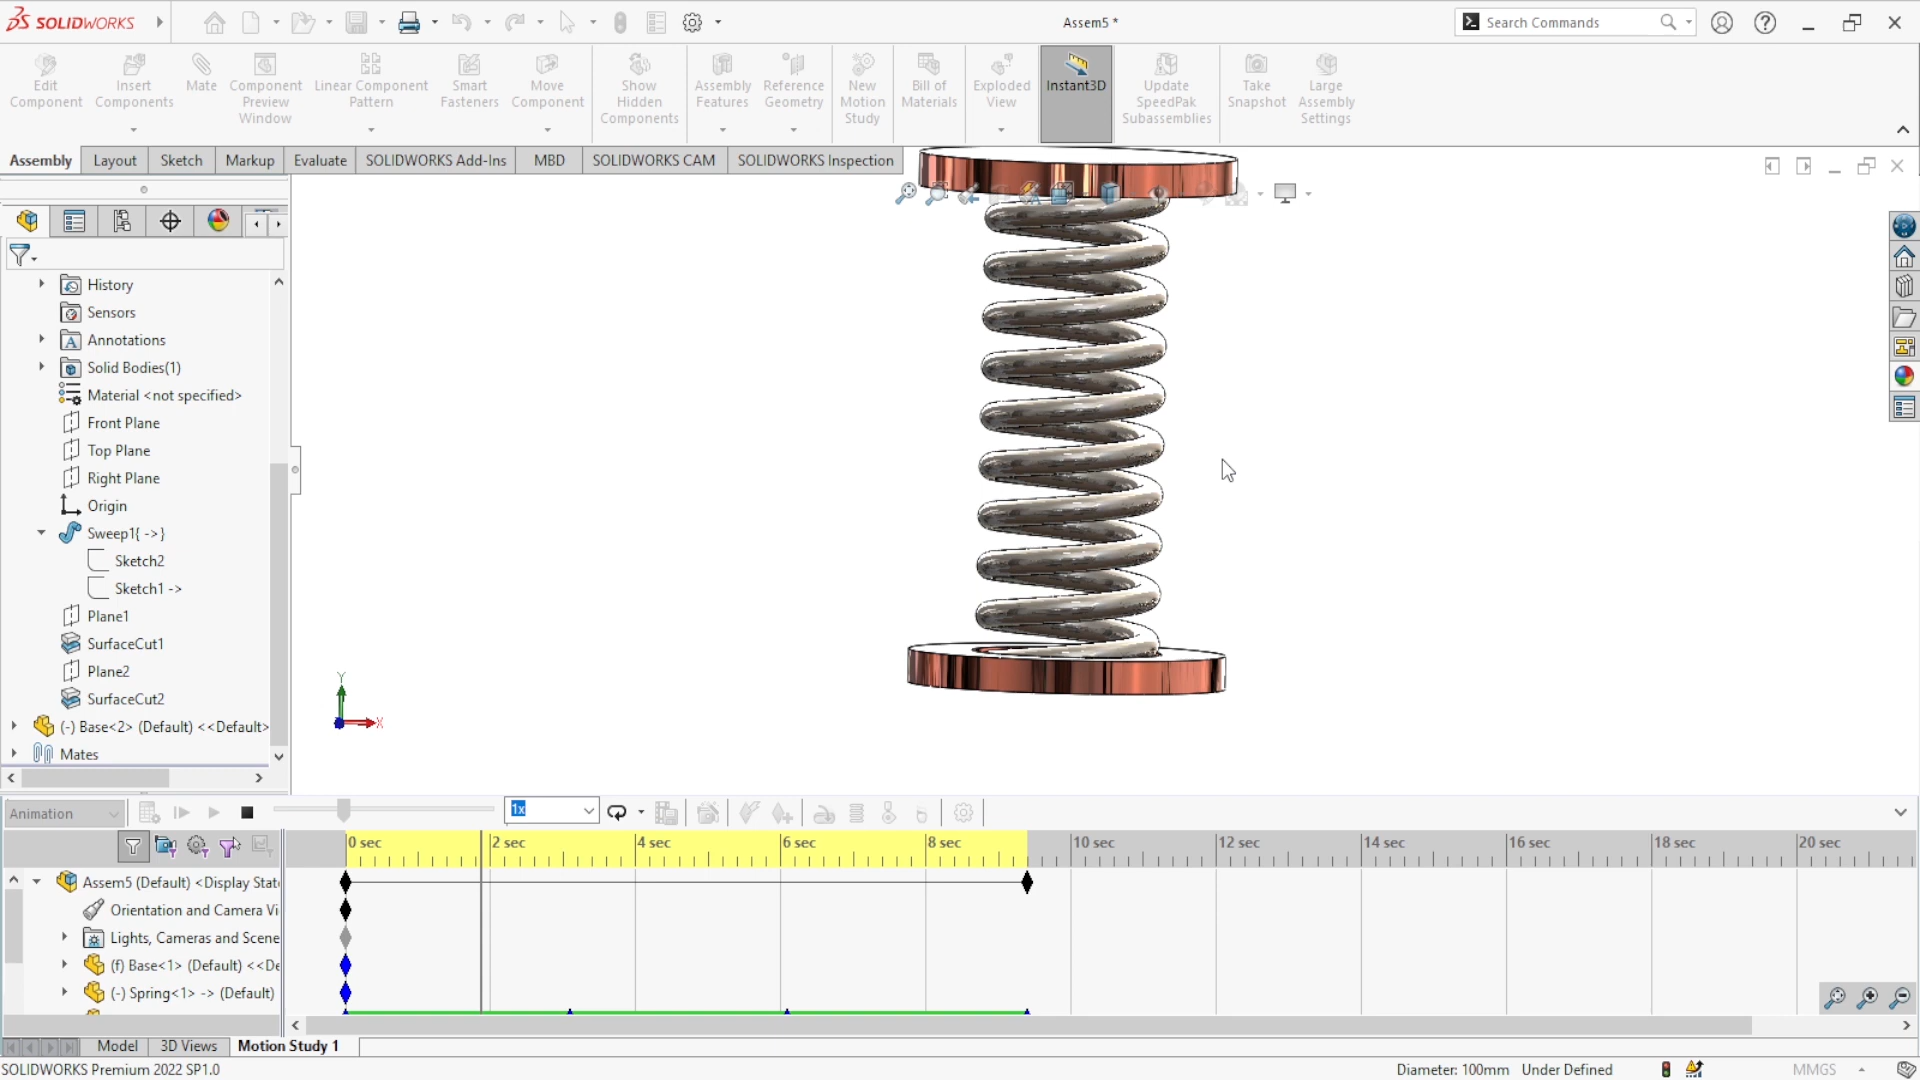 SOLIDWORKS
Assem5 *
Search Commands
Edit Component
Insert Components
Mate
Component Preview Window
Linear Component Pattern
Smart Fasteners
Move Component
Show Hidden Components
Assembly Features
Reference Geometry
New Motion Study
Bill of Materials
Exploded View
Instant3D
Update SpeedPak Subassemblies
Take Snapshot
Large Assembly Settings
Assembly
Layout
Sketch
Markup
Evaluate
SOLIDWORKS Add-Ins
MBD
SOLIDWORKS CAM
SOLIDWORKS Inspection
History
Sensors
Annotations
Solid Bodies(1)
Material <not specified>
Front Plane
Top Plane
Right Plane
Origin
Sweep1{ ->}
Sketch2
Sketch1 ->
Plane1
SurfaceCut1
Plane2
SurfaceCut2
(-) Base<2> (Default) <<Default>
Mates
Y
X
Animation
1x
0 sec
2 sec
4 sec
6 sec
8 sec
10 sec
12 sec
14 sec
16 sec
18 sec
20 sec
Assem5 (Default) <Display Stat
Orientation and Camera Vi
Lights, Cameras and Scene
(f) Base<1> (Default) <<De
(-) Spring<1> -> (Default)
Model
3D Views
Motion Study 1
SOLIDWORKS Premium 2022 SP1.0
Diameter: 100mm
Under Defined
MMGS